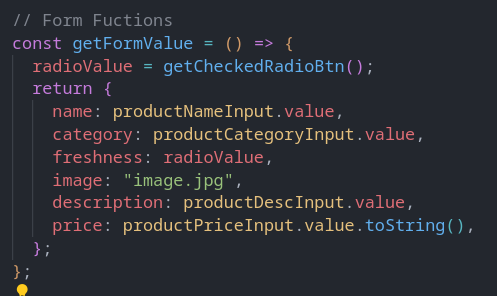 // Form Fuctions
const getFormValue = () => {
  radioValue = getCheckedRadioBtn();
  return {
    name: productNameInput.value,
    category: productCategoryInput.value,
    freshness: radioValue,
    image: "image.jpg",
    description: productDescInput.value,
    price: productPriceInput.value.toString(),
  };
};